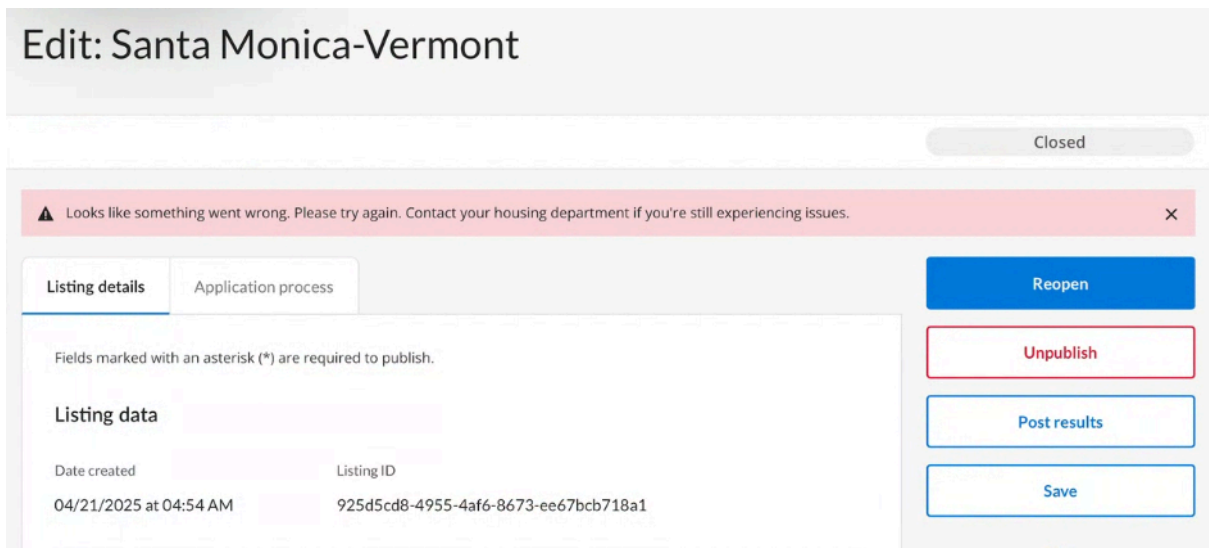 Edit: Santa Monica-Vermont
Closed
Looks like something went wrong. Please try again. Contact your housing department if you're still experiencing issues.
Listing details
Application process
Reopen
Fields marked with an asterisk (*) are required to publish.
Unpublish
Listing data
Post results
Date created
Listing ID
04/21/2025 at 04:54 AM
925d5cd8-4955-4af6-8673-ee67bcb718a1
Save